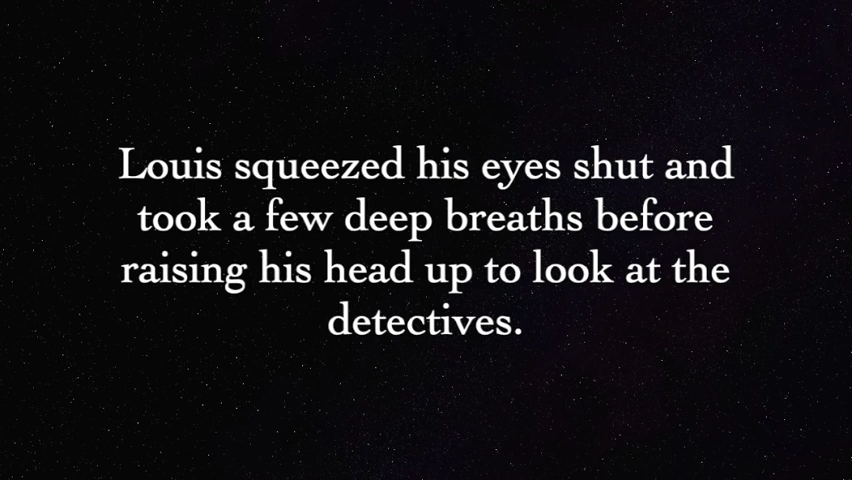 Louis squeezed his eyes shut and
took a few deep breaths before
raising his head up to look at the
detectives.